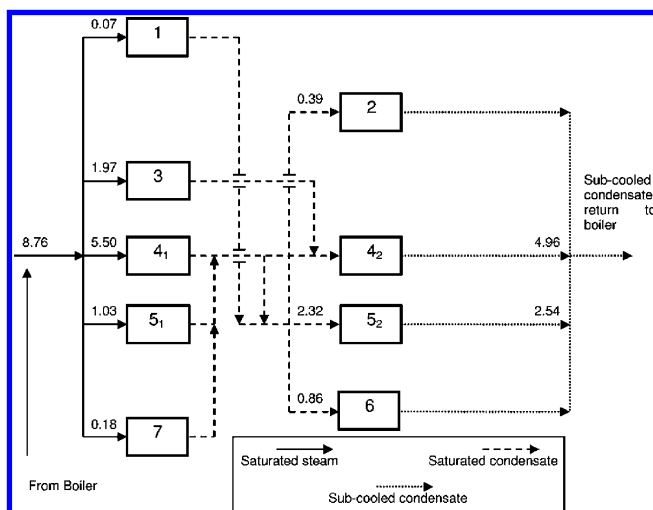 0.07
1
0.39
2
1.97
3
Sub-cooled
condensate
return to
boiler
8.76
5.50
4₁
4₂
4.96
1.03
5₁
2.32
5₂
2.54
0.18
7
0.86
6
Saturated steam
Saturated condensate
From Boiler
Sub-cooled condensate